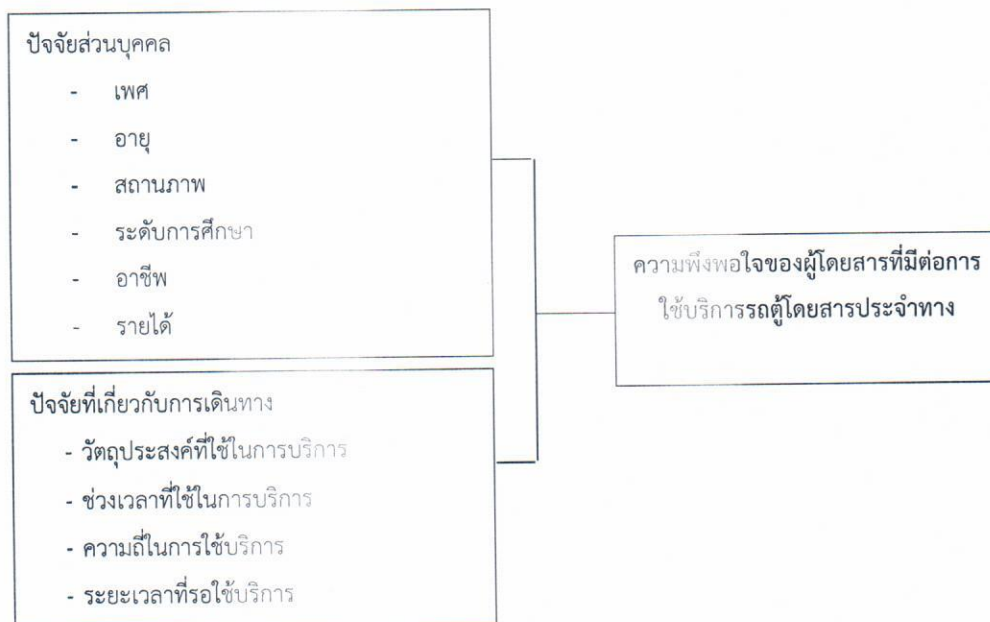 ปัจจัยส่วนบุคคล
- เพศ
- อายุ
- สถานภาพ
- ระดับการศึกษา
- อาชีพ
- รายได้
ปัจจัยที่เกี่ยวกับการเดินทาง
- วัตถุประสงค์ที่ใช้ในการบริการ
- ช่วงเวลาที่ใช้ในการบริการ
- ความถี่ในการใช้บริการ
- ระยะเวลาที่รอใช้บริการ
ความพึงพอใจของผู้โดยสารที่มีต่อการ
ใช้บริการรถตู้โดยสารประจำทาง